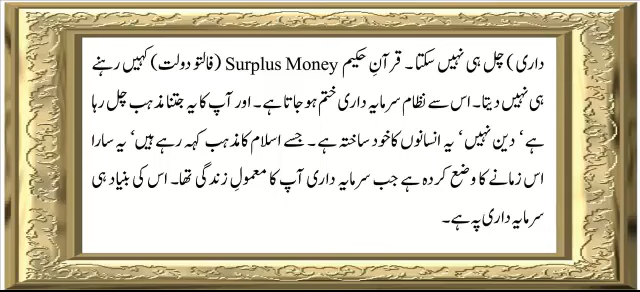 داری) چل ہی نہیں سکتا۔ قرآنِ حکیم Surplus Money (فالتو دولت) کہیں رہنے
ہی نہیں دیتا۔ اس سے نظام سرمایہ داری ختم ہو جاتا ہے۔ اور آپ کا یہ جتنا مذہب چل رہا
ہے‘ دین نہیں‘ یہ انسانوں کا خود ساختہ ہے۔ جسے اسلام کا مذہب کہہ رہے ہیں‘ یہ سارا
اس زمانے کا وضع کردہ ہے جب سرمایہ داری آپ کا معمولِ زندگی تھا۔ اس کی بنیاد ہی
سرمایہ داری پہ ہے۔